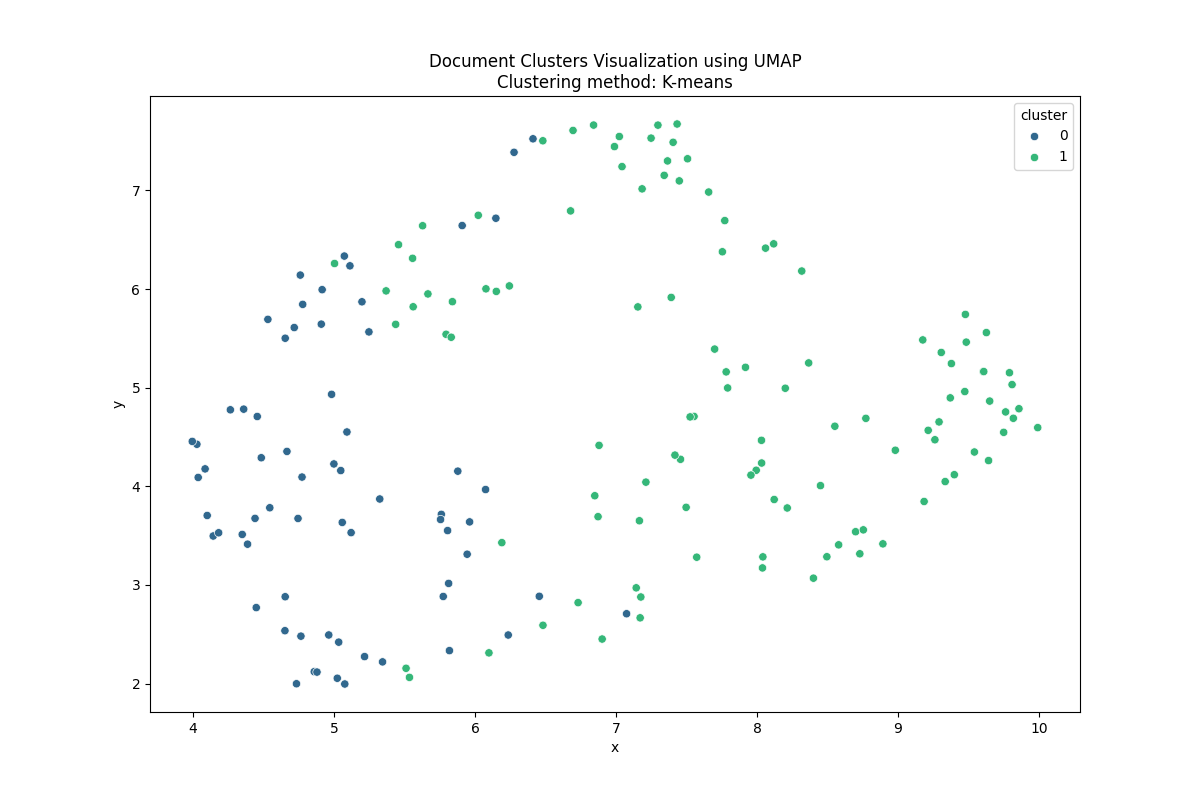 Document Clusters Visualization using UMAP
Clustering method: K-means
cluster
0
1
7
6
5
4
3
2
y
4 5 6 7 8 9 10
x